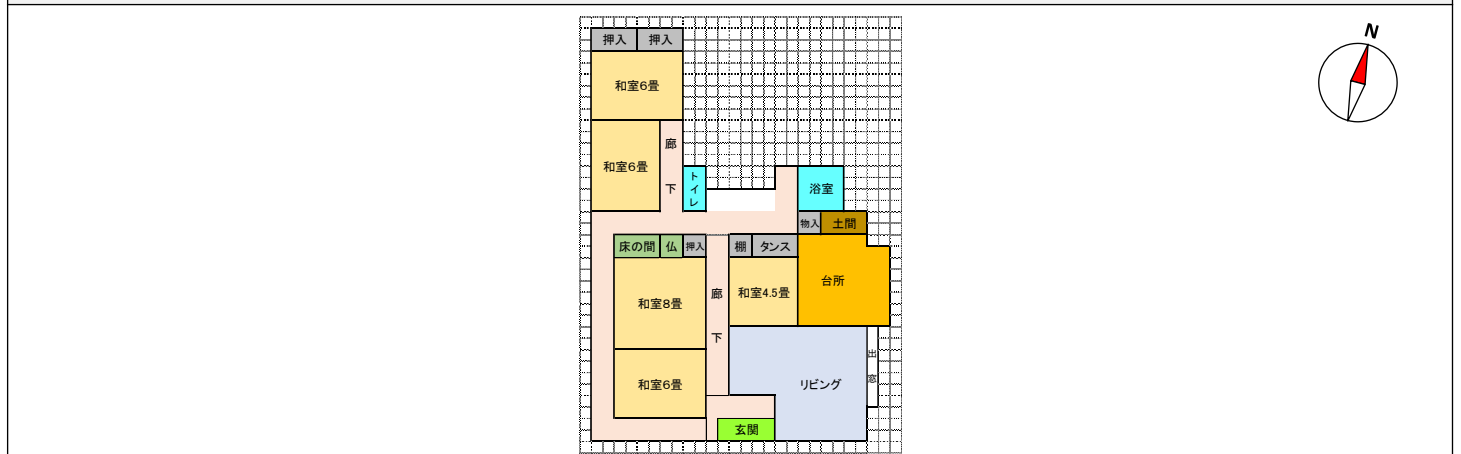 N
押入 押入
和室6畳
和室6畳
廊下
トイレ
浴室
物入 土間
床の間 仏 押入 棚 タンス
和室8畳
廊下
和室4.5畳
台所
出窓
和室6畳
リビング
玄関